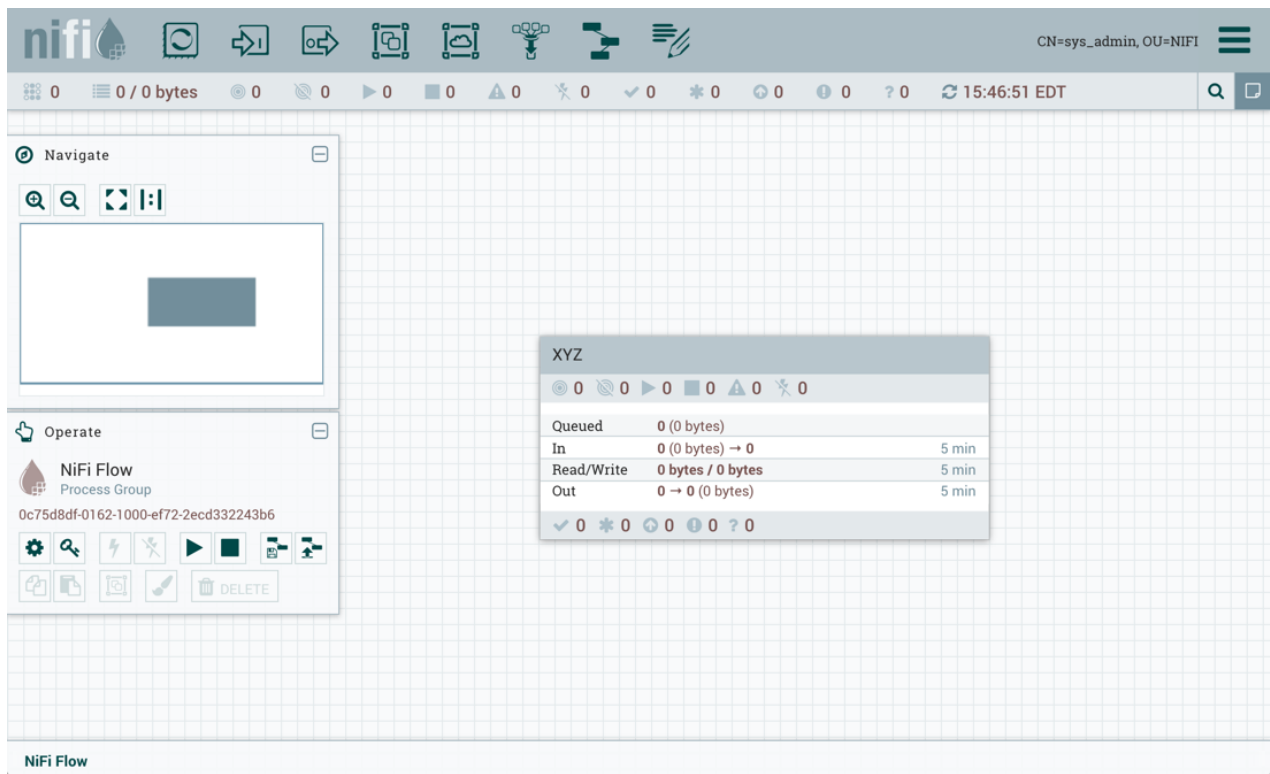 nifi
CN=sys_admin, OU=NIFI
0 0 / 0 bytes 0 0 0 0 0 0 0 0 0 0 ? 0 15:46:51 EDT
Navigate
XYZ
0 0 0 0 0 0
Queued 0 (0 bytes)
In 0 (0 bytes) → 0 5 min
Read/Write 0 bytes / 0 bytes 5 min
Out 0 → 0 (0 bytes) 5 min
0 0 0 0 ? 0
Operate
NiFi Flow
Process Group
0c75d8df-0162-1000-ef72-2ecd332243b6
DELETE
NiFi Flow